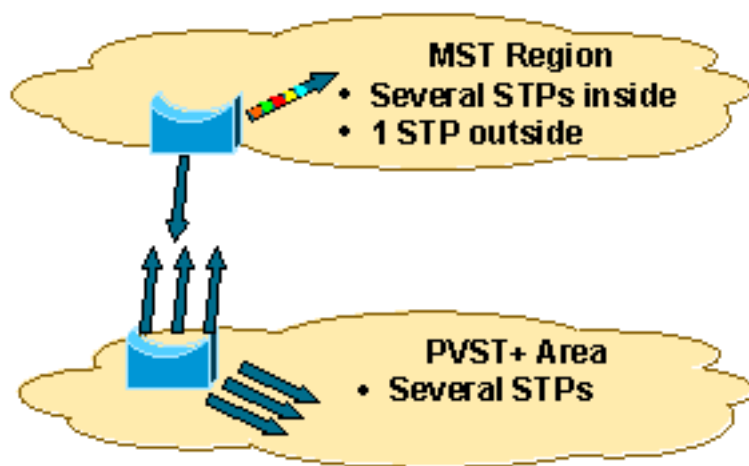 MST Region
• Several STPs inside
• 1 STP outside
PVST+ Area
• Several STPs